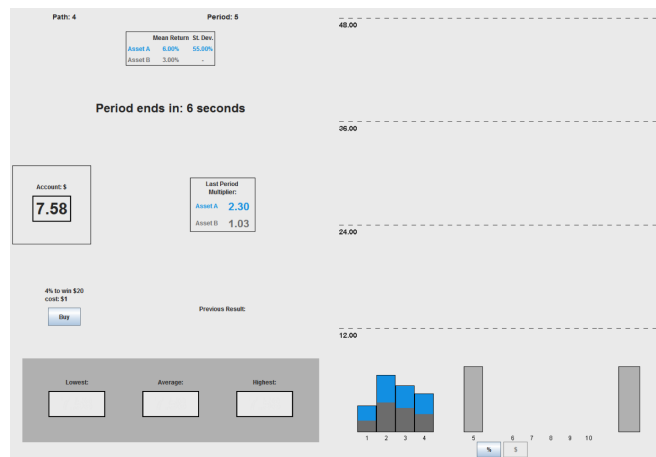 Path: 4
Period: 5
Mean Return St. Dev.
Asset A 6.00% 55.00%
Asset B 3.00% -
Period ends in: 6 seconds
Account: $
7.58
Last Period
Multiplier:
Asset A 2.30
Asset B 1.03
4% to win $20
cost: $1
Buy
Previous Result:
Lowest:
Average:
Highest:
48.00
36.00
24.00
12.00
1 2 3 4 5 6 7 8 9 10
% $